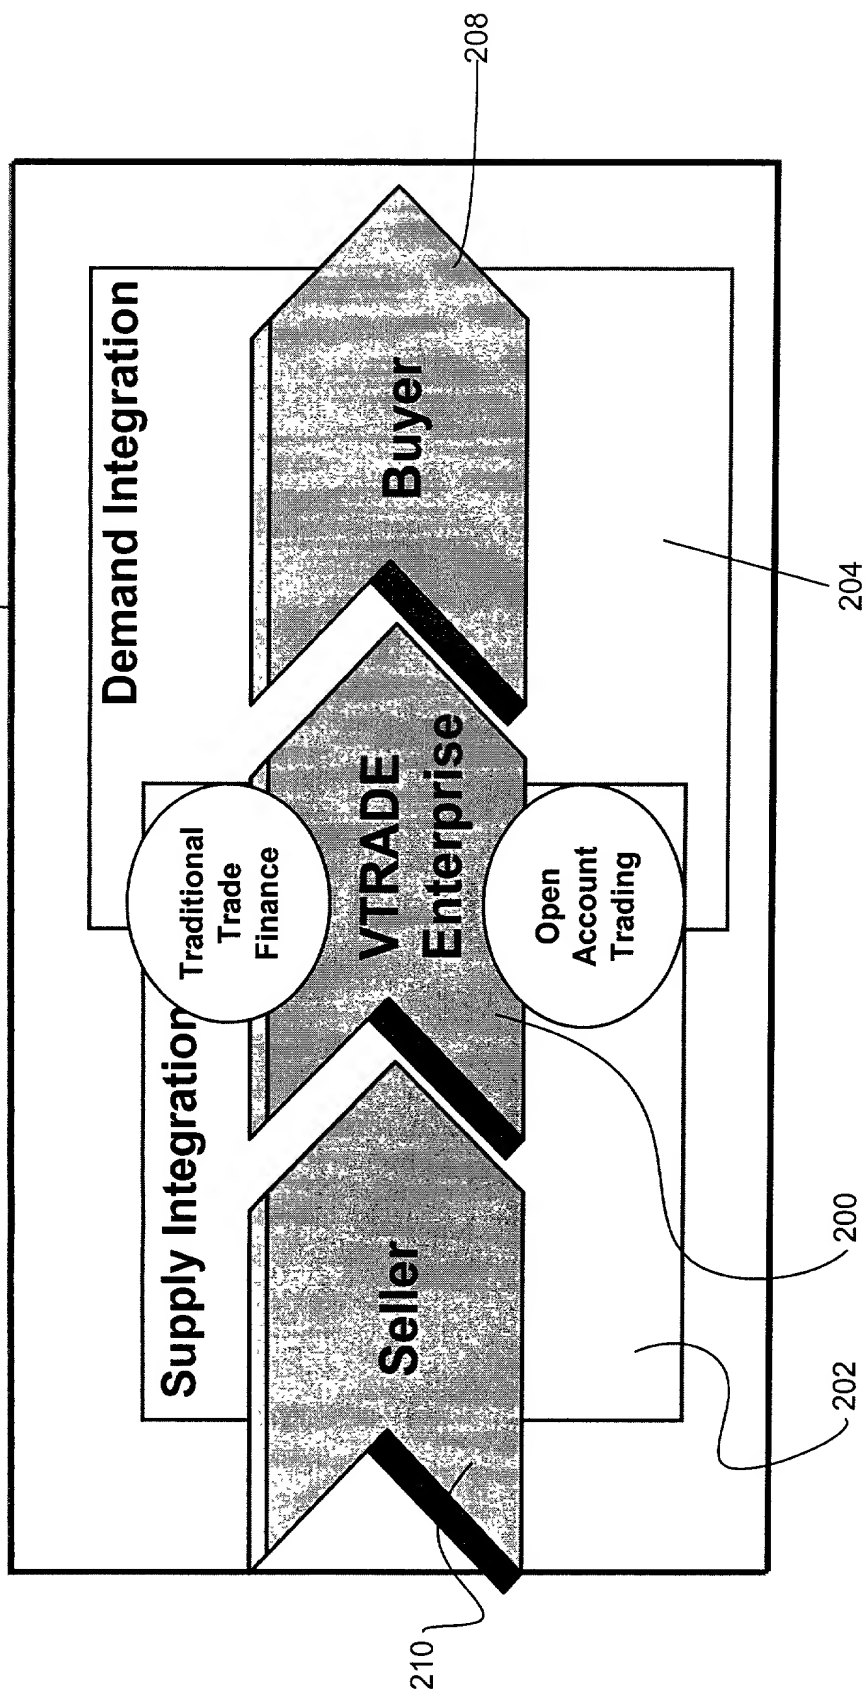 Demand Integration
Supply Integration
Traditional
Trade
Finance
Seller
VTRADE
Enterprise
Buyer
Open
Account
Trading
210
202
200
204
208